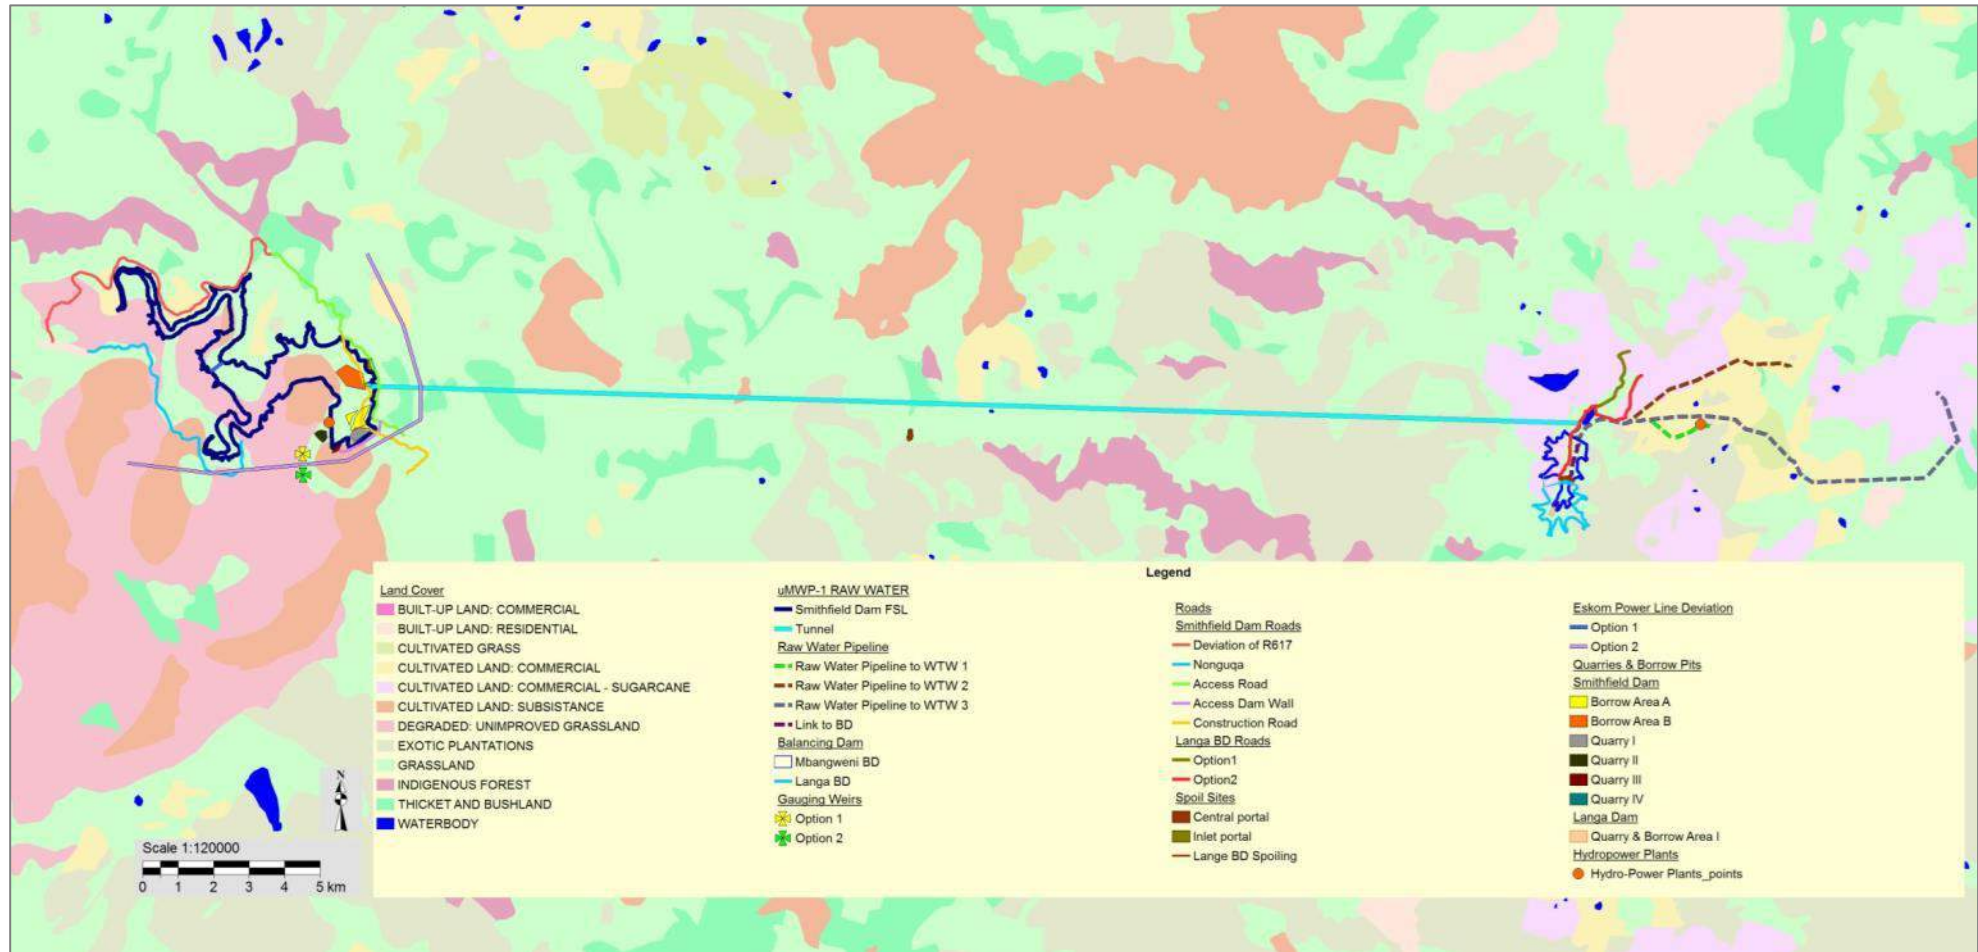 Legend
Land Cover
BUILT-UP LAND: COMMERCIAL
BUILT-UP LAND: RESIDENTIAL
CULTIVATED GRASS
CULTIVATED LAND: COMMERCIAL
CULTIVATED LAND: COMMERCIAL - SUGARCANE
CULTIVATED LAND: SUBSISTANCE
DEGRADED: UNIMPROVED GRASSLAND
EXOTIC PLANTATIONS
GRASSLAND
INDIGENOUS FOREST
THICKET AND BUSHLAND
WATERBODY
uMWP-1 RAW WATER
Smithfield Dam FSL
Tunnel
Raw Water Pipeline
Raw Water Pipeline to WTW 1
Raw Water Pipeline to WTW 2
Raw Water Pipeline to WTW 3
Link to BD
Balancing Dam
Mbangweni BD
Langa BD
Gauging Weirs
Option 1
Option 2
Roads
Smithfield Dam Roads
Deviation of R617
Nonguqa
Access Road
Access Dam Wall
Construction Road
Langa BD Roads
Option1
Option2
Spoil Sites
Central portal
Inlet portal
Lange BD Spoiling
Eskom Power Line Deviation
Option 1
Option 2
Quarries & Borrow Pits
Smithfield Dam
Borrow Area A
Borrow Area B
Quarry I
Quarry II
Quarry III
Quarry IV
Langa Dam
Quarry & Borrow Area I
Hydropower Plants
Hydro-Power Plants_points
N
Scale 1:120000
0 1 2 3 4 5 km